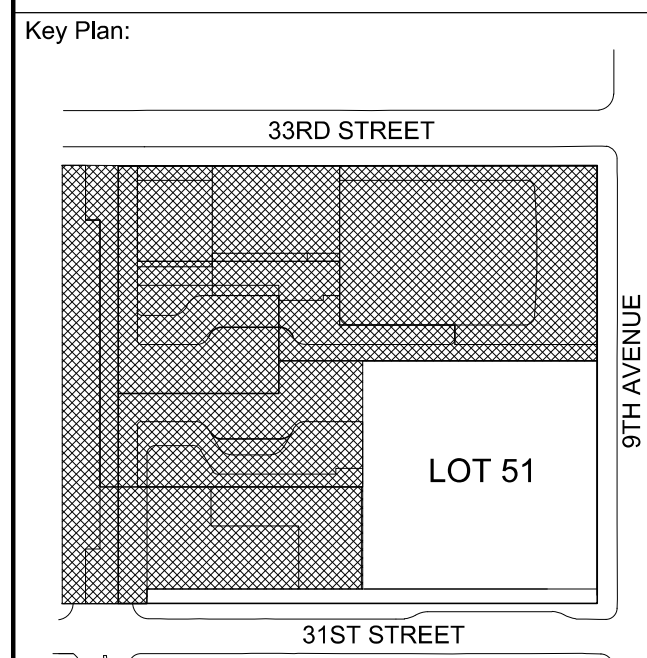 Key Plan:
33RD STREET
9TH AVENUE
LOT 51
31ST STREET